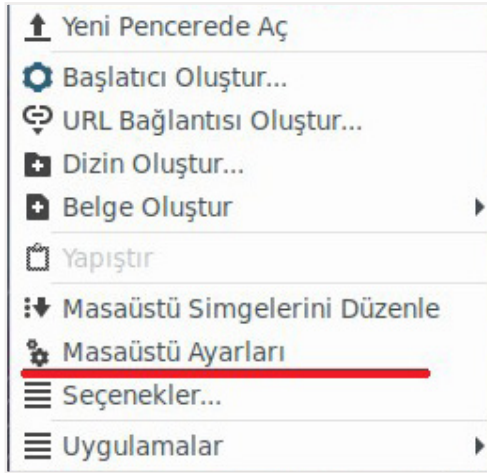 Yeni Pencerede Aç
Başlatıcı Oluştur...
URL Bağlantısı Oluştur...
Dizin Oluştur...
Belge Oluştur
Yapıştır
Masaüstü Simgelerini Düzenle
Masaüstü Ayarları
Seçenekler...
Uygulamalar